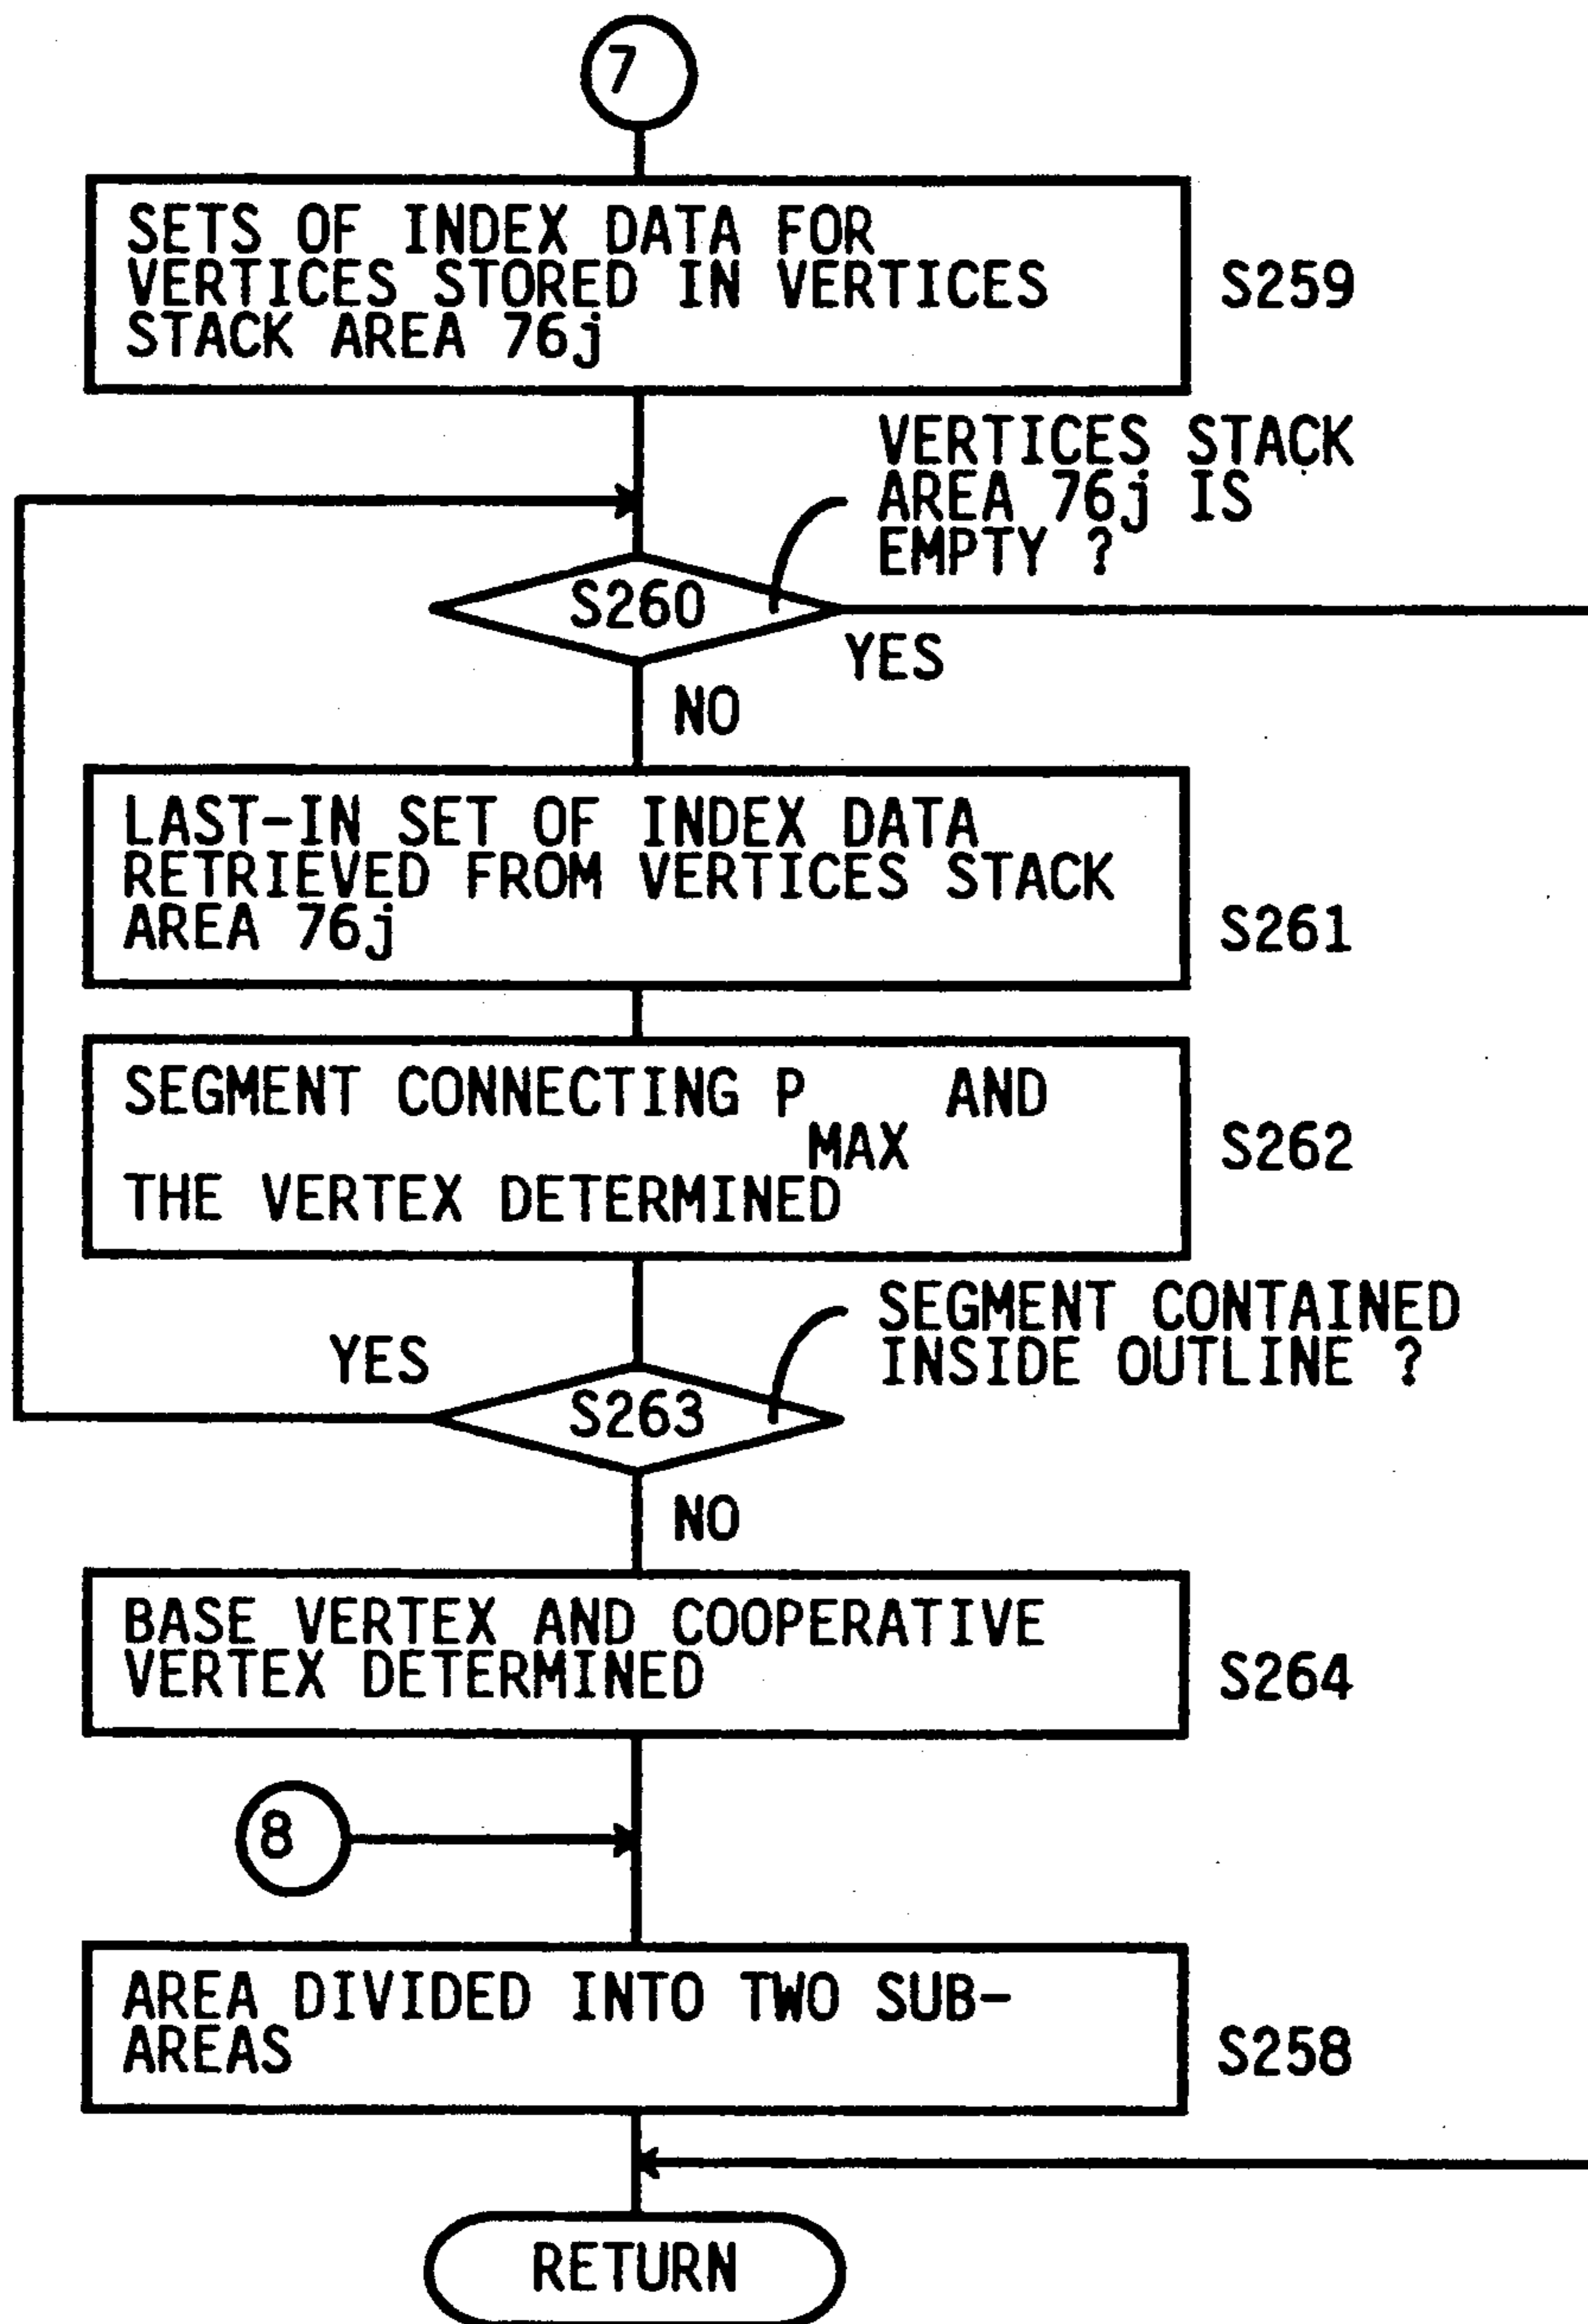 7
SETS OF INDEX DATA FOR
VERTICES STORED IN VERTICES
STACK AREA 76j
S259
VERTICES STACK
AREA 76j IS
EMPTY ?
S260
YES
NO
LAST-IN SET OF INDEX DATA
RETRIEVED FROM VERTICES STACK
AREA 76j
S261
SEGMENT CONNECTING P MAX AND
THE VERTEX DETERMINED
S262
SEGMENT CONTAINED
INSIDE OUTLINE ?
YES
S263
NO
BASE VERTEX AND COOPERATIVE
VERTEX DETERMINED
S264
8
AREA DIVIDED INTO TWO SUB-
AREAS
S258
RETURN